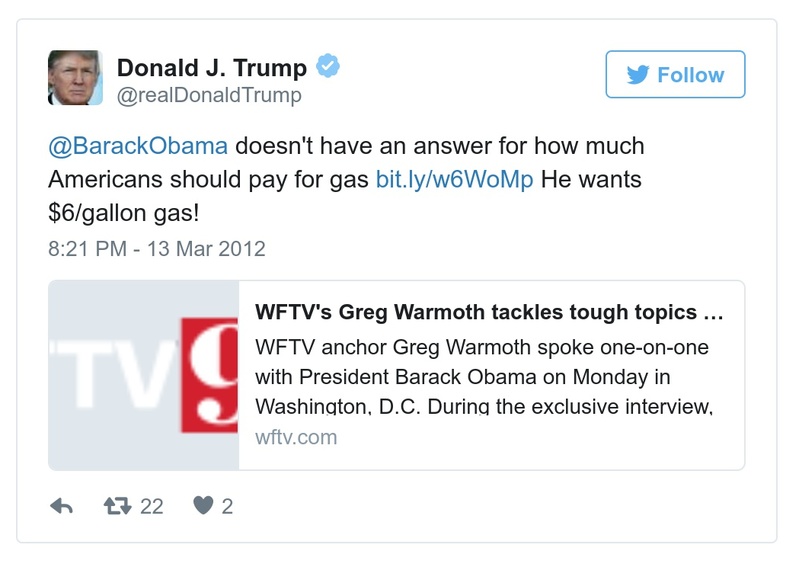 Donald J. Trump
@realDonaldTrump
Follow
@BarackObama doesn't have an answer for how much
Americans should pay for gas bit.ly/w6WoMp He wants
$6/gallon gas!
8:21 PM - 13 Mar 2012
TV 9
WFTV's Greg Warmoth tackles tough topics …
WFTV anchor Greg Warmoth spoke one-on-one
with President Barack Obama on Monday in
Washington, D.C. During the exclusive interview,
wftv.com
22 2